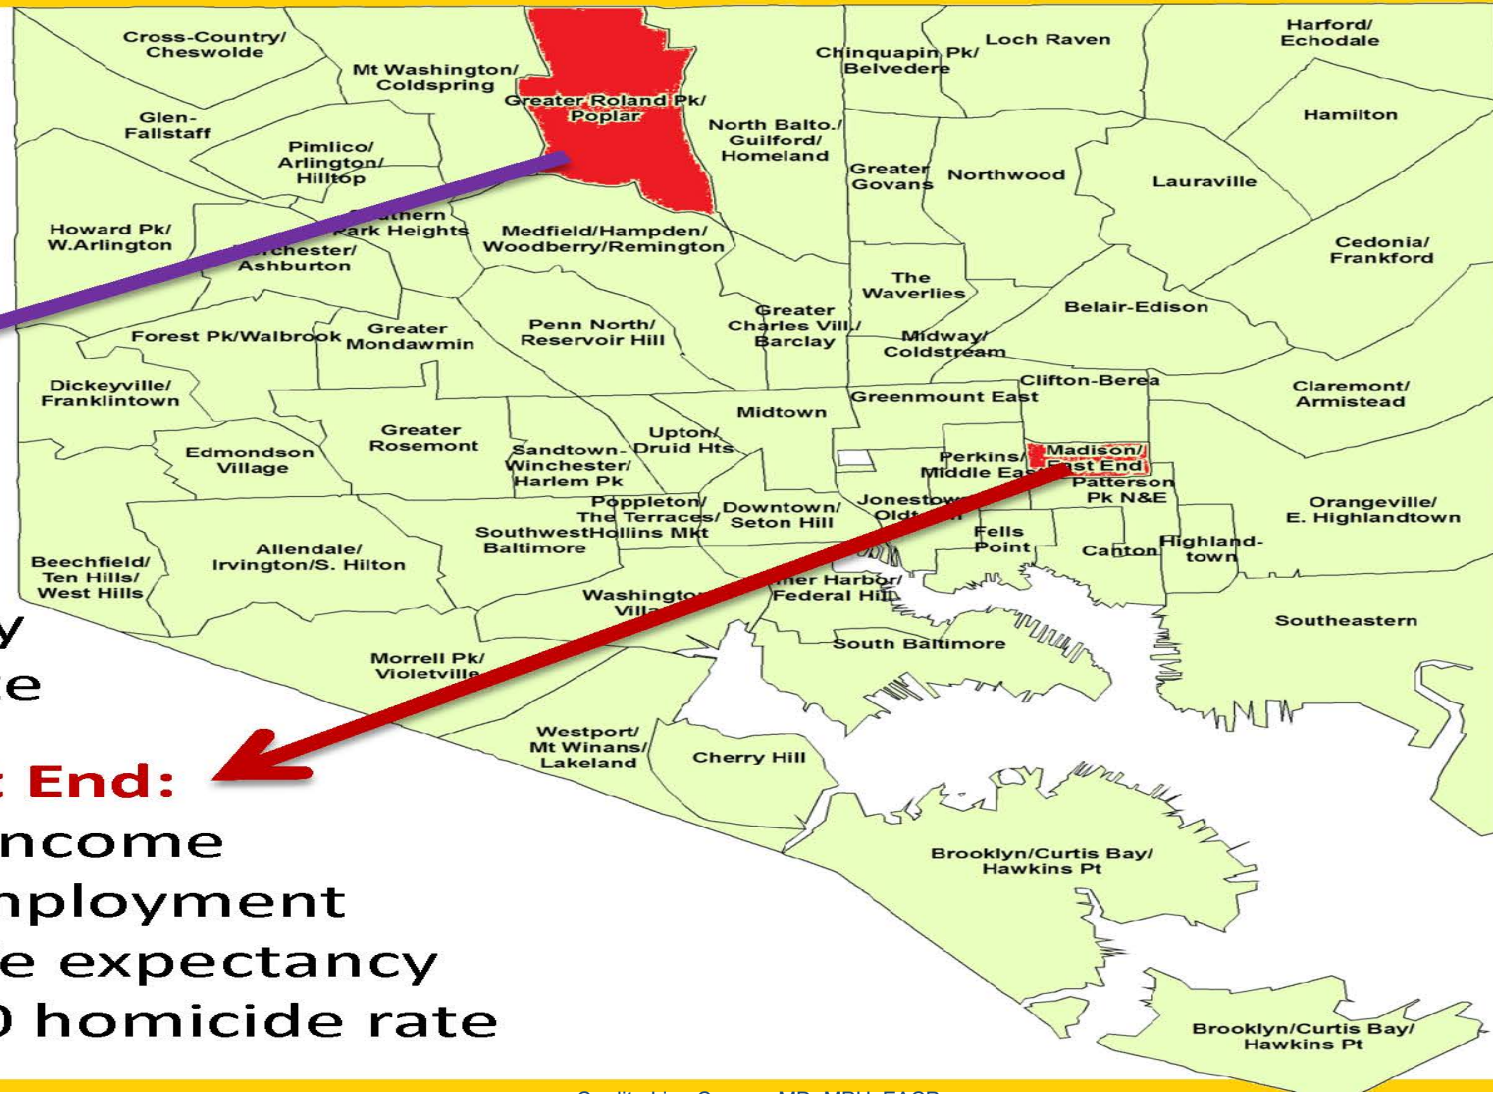 Cross-Country/
Cheswolde
Mt Washington/
Coldspring
Greater Roland Pk/
Poplar
Chinquapin Pk/
Belvedere
Loch Raven
Harford/
Echodale
Glen-
Fallstaff
Pimlico/
Arlington/
Hilltop
North Balto./
Guilford/
Homeland
Hamilton
Greater
Govans
Northwood
Lauraville
Howard Pk/
W.Arlington
Park Heights
Ashburton
Medfield/Hampden/
Woodberry/Remington
Cedonia/
Frankford
The
Waverlies
Belair-Edison
Forest Pk/Walbrook
Greater
Mondawmin
Penn North/
Reservoir Hill
Greater
Charles Vill./
Barclay
Midway/
Coldstream
Dickeyville/
Franklintown
Clifton-Berea
Greenmount East
Claremont/
Armistead
Midtown
Greater
Rosemont
Upton/
Druid Hts
Edmondson
Village
Sandtown-
Winchester/
Harlem Pk
Perkins/
Middle East
Madison/
East End
Patterson
Pk N&E
Poppleton/
The Terraces/
Hollins Mkt
Downtown/
Seton Hill
Southwest
Baltimore
Fells
Point
Canton
Highland-
town
Orangeville/
E. Highlandtown
Beechfield/
Ten Hills/
West Hills
Allendale/
Irvington/S. Hilton
Harbor/
Federal Hill
South Baltimore
Southeastern
Morrell Pk/
Violetville
Westport/
Mt Winans/
Lakeland
Cherry Hill
End:
homicide rate
expectancy
Brooklyn/Curtis Bay/
Hawkins Pt
Brooklyn/Curtis Bay/
Hawkins Pt